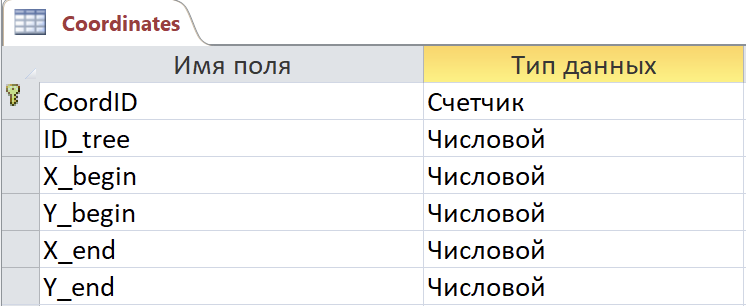 Coordinates
Имя поля Тип данных
CoordID Счетчик
ID_tree Числовой
X_begin Числовой
Y_begin Числовой
X_end Числовой
Y_end Числовой